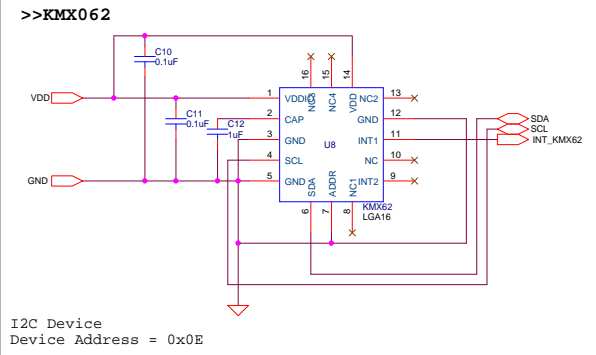 >>KMX062
C10
0.1uF
16
15
14
VDD
1
VDDIO
NC3
NC4
VDD
NC2
13
C11
0.1uF
C12
1uF
2
CAP
GND
12
SDA
3
GND
U8
INT1
11
SCL
INT_KMX62
4
SCL
NC
10
GND
5
GND
SDA
ADDR
NC1
INT2
9
6
7
8
KMX62
LGA16
I2C Device
Device Address = 0x0E